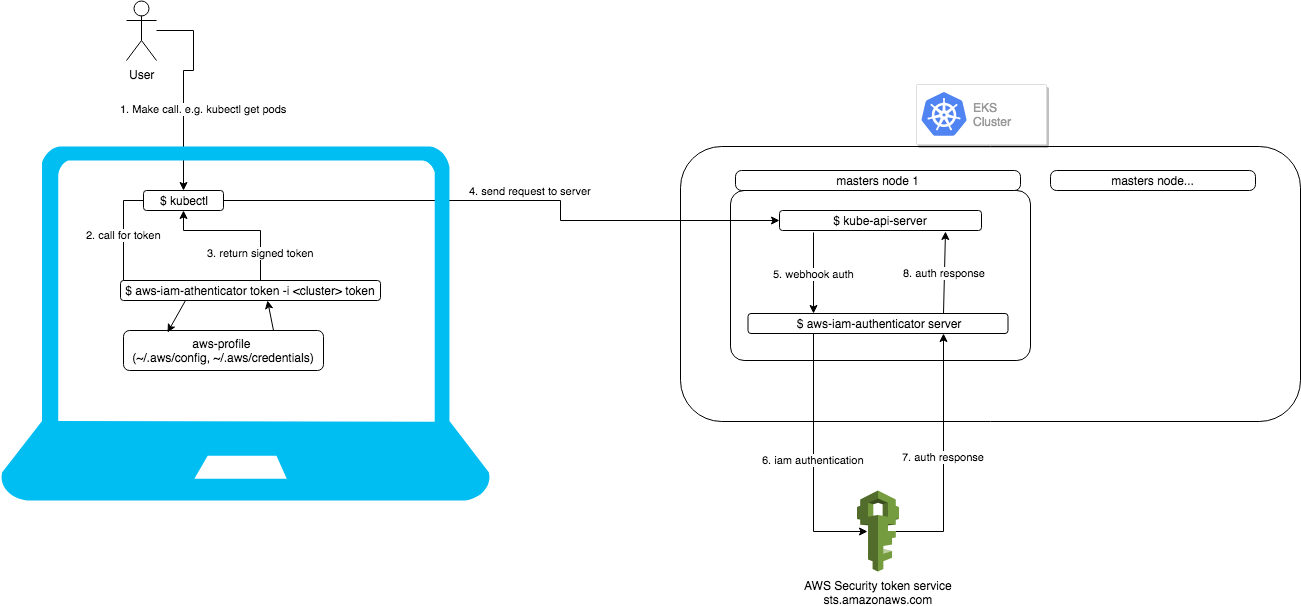 User
1. Make call. e.g. kubectl get pods
EKS
Cluster
masters node 1
masters node...
$ kubectl
4. send request to server
$ kube-api-server
2. call for token
3. return signed token
5. webhook auth
8. auth response
$ aws-iam-athenticator token -i <cluster> token
$ aws-iam-authenticator server
aws-profile
(~/.aws/config, ~/.aws/credentials)
6. iam authentication
7. auth response
AWS Security token service
sts.amazonaws.com